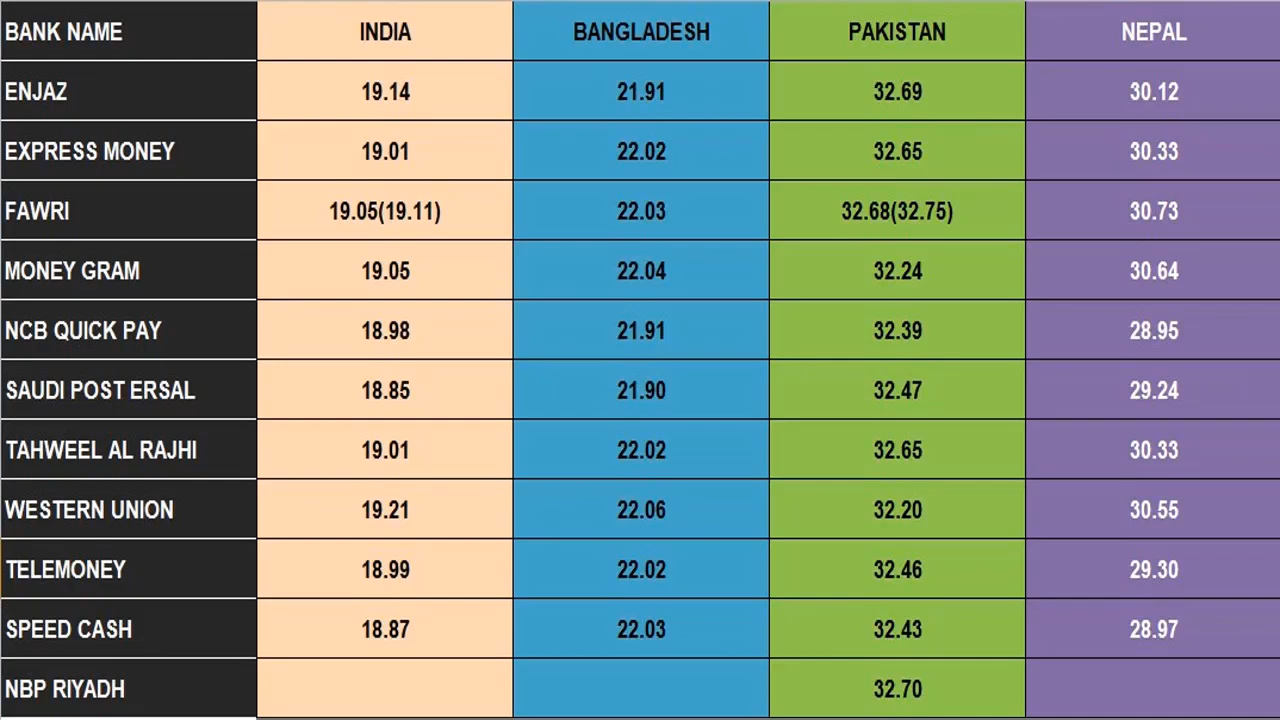 BANK NAME INDIA BANGLADESH PAKISTAN NEPAL
ENJAZ 19.14 21.91 32.69 30.12
EXPRESS MONEY 19.01 22.02 32.65 30.33
FAWRI 19.05(19.11) 22.03 32.68(32.75) 30.73
MONEY GRAM 19.05 22.04 32.24 30.64
NCB QUICK PAY 18.98 21.91 32.39 28.95
SAUDI POST ERSAL 18.85 21.90 32.47 29.24
TAHWEEL AL RAJHI 19.01 22.02 32.65 30.33
WESTERN UNION 19.21 22.06 32.20 30.55
TELEMONEY 18.99 22.02 32.46 29.30
SPEED CASH 18.87 22.03 32.43 28.97
NBP RIYADH 32.70